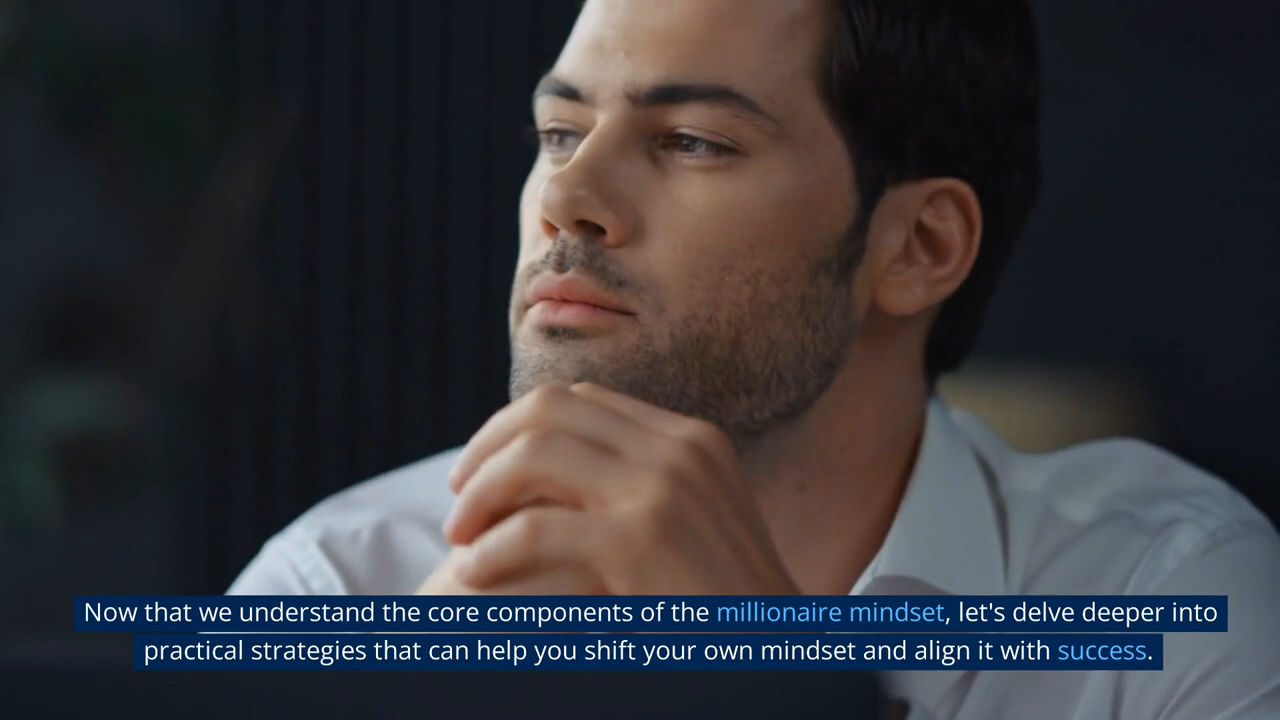 Now that we understand the core components of the millionaire mindset, let's delve deeper into
practical strategies that can help you shift your own mindset and align it with success.